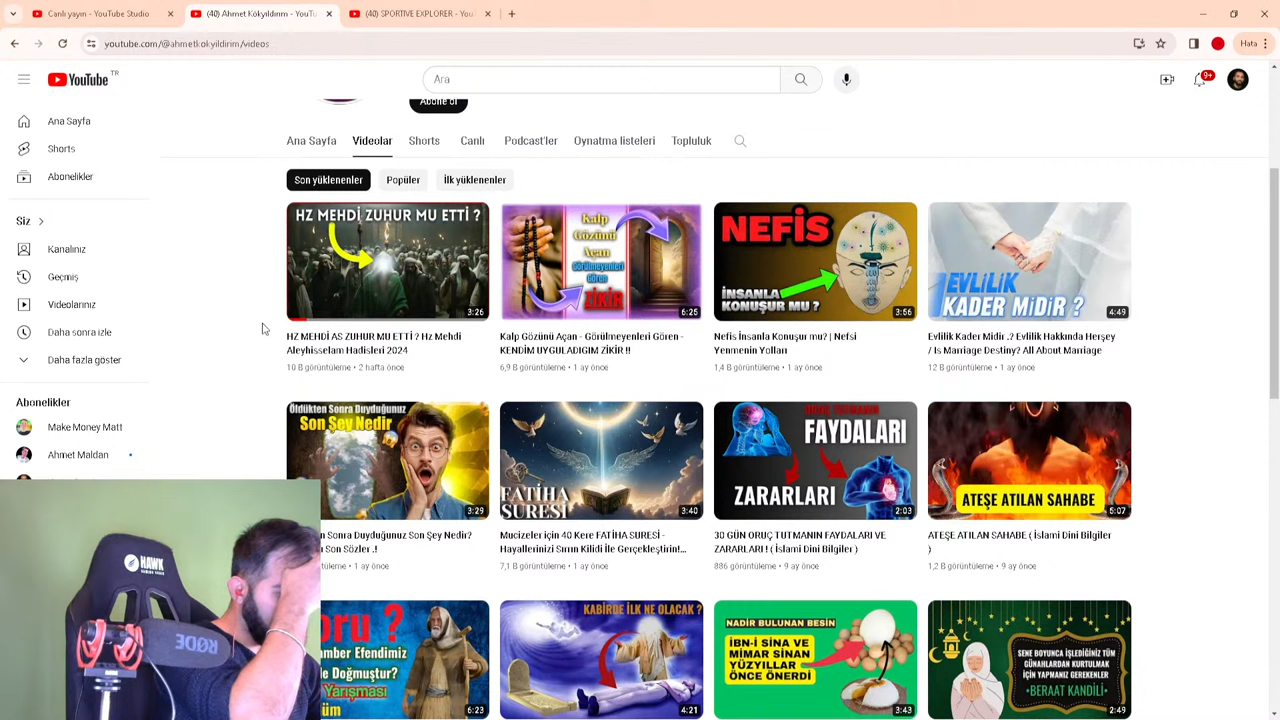 Canlı yayın - YouTube Studio
(40) Ahmet Kökyıldırım - YouTu
(40) SPORTIVE EXPLORER - You
youtube.com/@ahmetkokyildirim/videos
Hata
YouTube TR
Ara
9+
Abone ol
Ana Sayfa
Shorts
Abonelikler
Siz
Kanalınız
Geçmiş
Videolarınız
Daha sonra izle
Daha fazla göster
Abonelikler
Make Money Matt
Ahmet Maldan
Ana Sayfa Videolar Shorts Canlı Podcast'ler Oynatma listeleri Topluluk
Son yüklenenler Popüler İlk yüklenenler
HZ MEHDİ ZUHUR MU ETTİ ?
3:26
HZ MEHDİ AS ZUHUR MU ETTİ ? Hz Mehdi
Aleyhisselam Hadisleri 2024
10 B görüntüleme • 2 hafta önce
Kalp
Gözünü
Açan
Görülmeyenleri
Gören
ZİKİR
6:25
Kalp Gözünü Açan - Görülmeyenleri Gören -
KENDİM UYGULADIGIM ZİKİR !!
6,9 B görüntüleme • 1 ay önce
NEFİS
İNSANLA
KONUŞUR MU ?
3:56
Nefis İnsanla Konuşur mu? | Nefsi
Yenmenin Yolları
1,4 B görüntüleme • 1 ay önce
EVLİLİK
KADER MİDİR ?
4:49
Evlilik Kader Midir .? Evlilik Hakkında Herşey
/ Is Marriage Destiny? All About Marriage
12 B görüntüleme • 1 ay önce
Öldükten Sonra Duyduğunuz
Son Şey Nedir
3:29
n Sonra Duyduğunuz Son Şey Nedir?
Son Sözler .!
leme • 1 ay önce
FATİHA
SURESİ
3:40
Mucizeler için 40 Kere FATİHA SURESİ -
Hayallerinizi Sırrın Kilidi İle Gerçekleştirin!...
7,1 B görüntüleme • 1 ay önce
ORUÇ TUTMANIN
FAYDALARI
ZARARLARI
2:03
30 GÜN ORUÇ TUTMANIN FAYDALARI VE
ZARARLARI ! ( İslami Dini Bilgiler )
886 görüntüleme • 9 ay önce
ATEŞE ATILAN SAHABE
5:07
ATEŞE ATILAN SAHABE ( İslami Dini Bilgiler
)
1,2 B görüntüleme • 9 ay önce
oru ?
mber Efendimiz
e Doğmuştur?
Yarışması
üm
6:23
KABİRDE İLK NE OLACAK ?
4:21
NADİR BULUNAN BESİN
İBN-İ SİNA VE
MİMAR SİNAN
YÜZYILLAR
ÖNCE ÖNERDİ
3:43
SENE BOYUNCA İŞLEDİĞİNİZ TÜM
GÜNAHLARDAN KURTULMAK
İÇİN YAPMANIZ GEREKENLER
•BERAAT KANDİLİ•
2:49
HAWK
RØDE